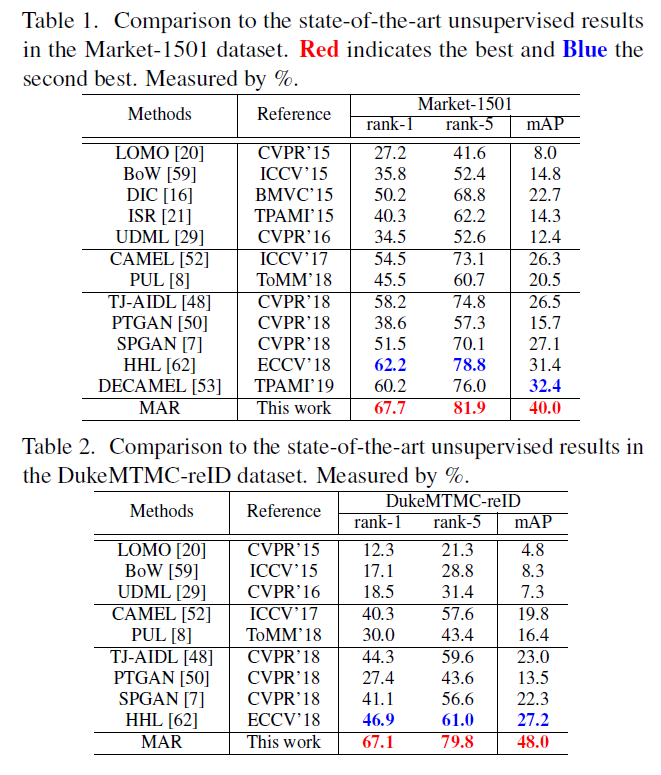 Table 1. Comparison to the state-of-the-art unsupervised results
in the Market-1501 dataset. Red indicates the best and Blue the
second best. Measured by %.
Methods Reference Market-1501
rank-1 rank-5 mAP
LOMO [20] CVPR'15 27.2 41.6 8.0
BoW [59] ICCV'15 35.8 52.4 14.8
DIC [16] BMVC'15 50.2 68.8 22.7
ISR [21] TPAMI'15 40.3 62.2 14.3
UDML [29] CVPR'16 34.5 52.6 12.4
CAMEL [52] ICCV'17 54.5 73.1 26.3
PUL [8] ToMM'18 45.5 60.7 20.5
TJ-AIDL [48] CVPR'18 58.2 74.8 26.5
PTGAN [50] CVPR'18 38.6 57.3 15.7
SPGAN [7] CVPR'18 51.5 70.1 27.1
HHL [62] ECCV'18 62.2 78.8 31.4
DECAMEL [53] TPAMI'19 60.2 76.0 32.4
MAR This work 67.7 81.9 40.0
Table 2. Comparison to the state-of-the-art unsupervised results in
the DukeMTMC-reID dataset. Measured by %.
Methods Reference DukeMTMC-reID
rank-1 rank-5 mAP
LOMO [20] CVPR'15 12.3 21.3 4.8
BoW [59] ICCV'15 17.1 28.8 8.3
UDML [29] CVPR'16 18.5 31.4 7.3
CAMEL [52] ICCV'17 40.3 57.6 19.8
PUL [8] ToMM'18 30.0 43.4 16.4
TJ-AIDL [48] CVPR'18 44.3 59.6 23.0
PTGAN [50] CVPR'18 27.4 43.6 13.5
SPGAN [7] CVPR'18 41.1 56.6 22.3
HHL [62] ECCV'18 46.9 61.0 27.2
MAR This work 67.1 79.8 48.0